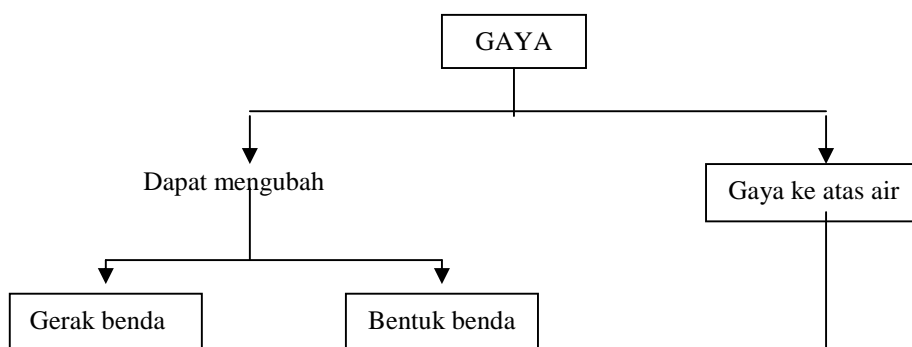 GAYA
Dapat mengubah
Gaya ke atas air
Gerak benda
Bentuk benda